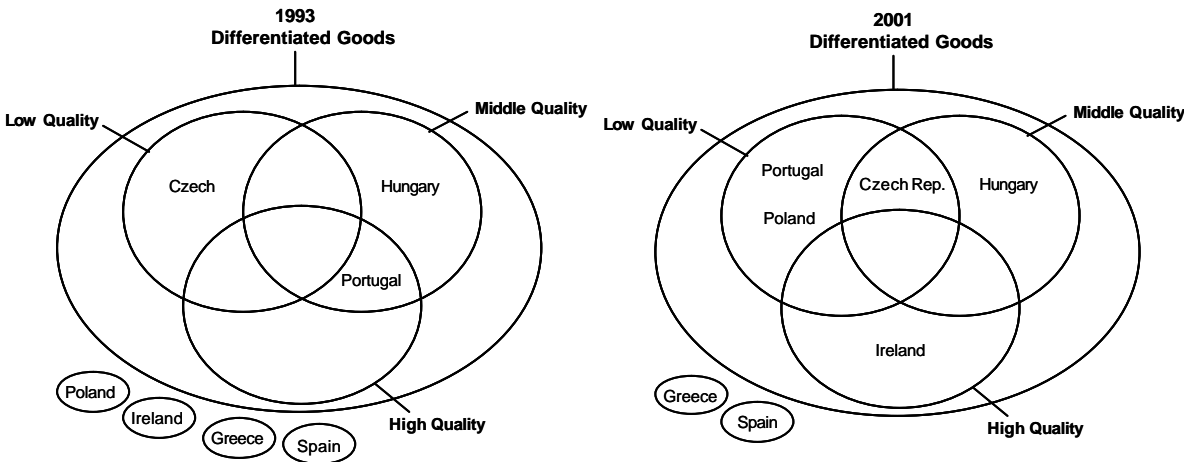 1993
Differentiated Goods
Low Quality
Middle Quality
Czech
Hungary
Portugal
Poland
Ireland
Greece
Spain
High Quality
2001
Differentiated Goods
Low Quality
Middle Quality
Portugal
Czech Rep.
Hungary
Poland
Ireland
Greece
Spain
High Quality